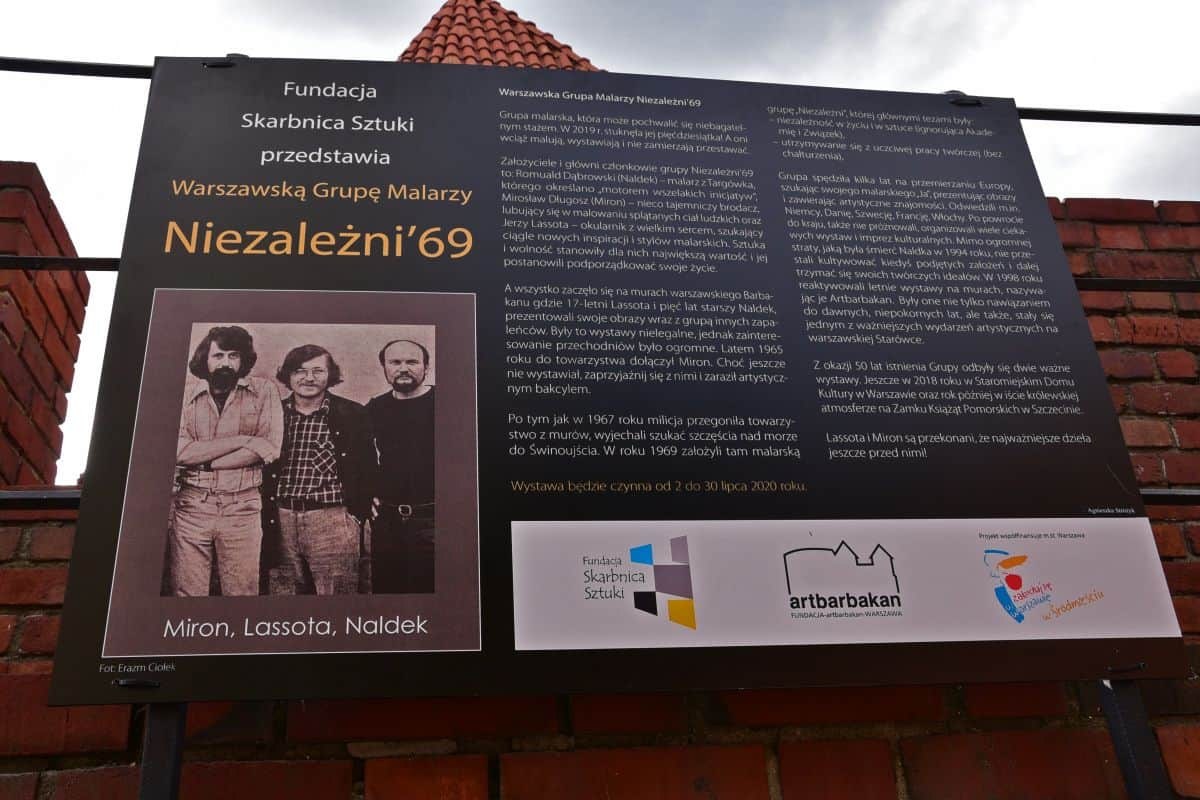 Fundacja
Skarbnica Sztuki
przedstawia
Warszawską Grupę Malarzy
Niezależni’69
Miron, Lassota, Naldek
Fot: Erazm Ciołek
Warszawska Grupa Malarzy Niezależni’69
Grupa malarska, która może pochwalić się niebagatel-
nym stażem. W 2019 r. stuknęła jej pięćdziesiątka! A oni
wciąż malują, wystawiają i nie zamierzają przestawać.
Założyciele i główni członkowie grupy Niezależni’69
to: Romuald Dąbrowski (Naldek) – malarz z Targówka,
którego określano „motorem wszelakich inicjatyw”,
Mirosław Długosz (Miron) – nieco tajemniczy brodacz,
lubujący się w malowaniu splątanych ciał ludzkich oraz
Jerzy Lassota – okularnik z wielkim sercem, szukający
ciągle nowych inspiracji i stylów malarskich. Sztuka
i wolność stanowiły dla nich największą wartość i jej
postanowili podporządkować swoje życie.
A wszystko zaczęło się na murach warszawskiego Barba-
kanu gdzie 17-letni Lassota i pięć lat starszy Naldek,
prezentowali swoje obrazy wraz z grupą innych zapa-
leńców. Były to wystawy nielegalne, jednak zaintere-
sowanie przechodniów było ogromne. Latem 1965
roku do towarzystwa dołączył Miron. Choć jeszcze
nie wystawiał, zaprzyjaźnił się z nimi i zaraził artystycz-
nym bakcylem.
Po tym jak w 1967 roku milicja przegoniła towarzy-
stwo z murów, wyjechali szukać szczęścia nad morze
do Świnoujścia. W roku 1969 założyli tam malarską
grupę „Niezależni”, której głównymi tezami były:
– niezależność w życiu i w sztuce (ignorująca Akade-
mię i Związek),
– utrzymywanie się z uczciwej pracy twórczej (bez
chałturzenia),
Grupa spędziła kilka lat na przemierzaniu Europy,
szukając swojego malarskiego „Ja”, prezentując obrazy
i zawierając artystyczne znajomości. Odwiedzili m.in.
Niemcy, Danię, Szwecję, Francję, Włochy. Po powrocie
do kraju, także nie próżnowali, organizowali wiele cieka-
wych wystaw i imprez kulturalnych. Mimo ogromnej
straty, jaką była śmierć Naldka w 1994 roku, nie prze-
stali kultywować kiedyś podjętych założeń i dalej
trzymać się swoich twórczych ideałów. W 1998 roku
reaktywowali letnie wystawy na murach, nazywa-
jąc je Artbarbakan. Były one nie tylko nawiązaniem
do dawnych, niepokornych lat, ale także, stały się
jednym z ważniejszych wydarzeń artystycznych na
warszawskiej Starówce.
Z okazji 50 lat istnienia Grupy odbyły się dwie ważne
wystawy. Jeszcze w 2018 roku w Staromiejskim Domu
Kultury w Warszawie oraz rok później w iście królewskiej
atmosferze na Zamku Książąt Pomorskich w Szczecinie.
Lassota i Miron są przekonani, że najważniejsze dzieła
jeszcze przed nimi!
Wystawa będzie czynna od 2 do 30 lipca 2020 roku.
Agnieszka
Fundacja
Skarbnica
Sztuki
artbarbakan
FUNDACJA-artbarbakan-WARSZAWA
Projekt współfinansuje m.st. Warszawa
zakochaj się
w Warszawie
w Śródmieściu